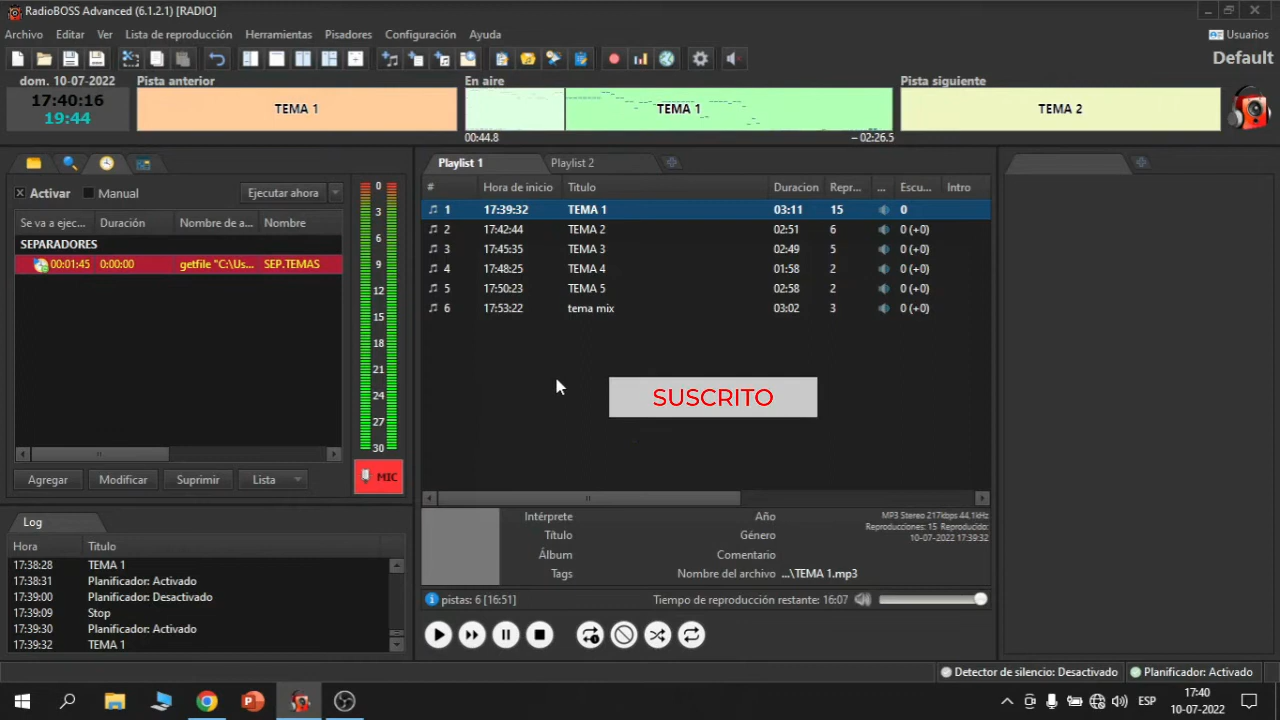 RadioBOSS Advanced (6.1.2.1) [RADIO]
Archivo Editar Ver Lista de reproducción Herramientas Pisadores Configuración Ayuda Usuarios
Default
dom. 10-07-2022
17:40:16
19:44
Pista anterior
TEMA 1
En aire
TEMA 1
00:44.8 – 02:26.5
Pista siguiente
TEMA 2
Activar Manual Ejecutar ahora
Se va a ejec... Duración Nombre de a... Nombre
SEPARADORES
00:01:45 0:00:00 getfile "C:\Us... SEP.TEMAS
Agregar Modificar Suprimir Lista
0
3
6
9
12
15
18
21
24
27
30
MIC
Playlist 1 Playlist 2
# Hora de inicio Titulo Duracion Repr... ... Escu... Intro
1 17:39:32 TEMA 1 03:11 15 0
2 17:42:44 TEMA 2 02:51 6 0 (+0)
3 17:45:35 TEMA 3 02:49 5 0 (+0)
4 17:48:25 TEMA 4 01:58 2 0 (+0)
5 17:50:23 TEMA 5 02:58 2 0 (+0)
6 17:53:22 tema mix 03:02 3 0 (+0)
SUSCRITO
Intérprete Año
Título Género
Álbum Comentario
Tags Nombre del archivo ...\TEMA 1.mp3
MP3 Stereo 217kbps 44.1kHz
Reproducciones: 15 Reproducido:
10-07-2022 17:39:32
pistas: 6 [16:51] Tiempo de reproducción restante: 16:07
Log
Hora Titulo
17:38:28 TEMA 1
17:38:31 Planificador: Activado
17:39:00 Planificador: Desactivado
17:39:09 Stop
17:39:30 Planificador: Activado
17:39:32 TEMA 1
Detector de silencio: Desactivado Planificador: Activado
ESP
17:40
10-07-2022